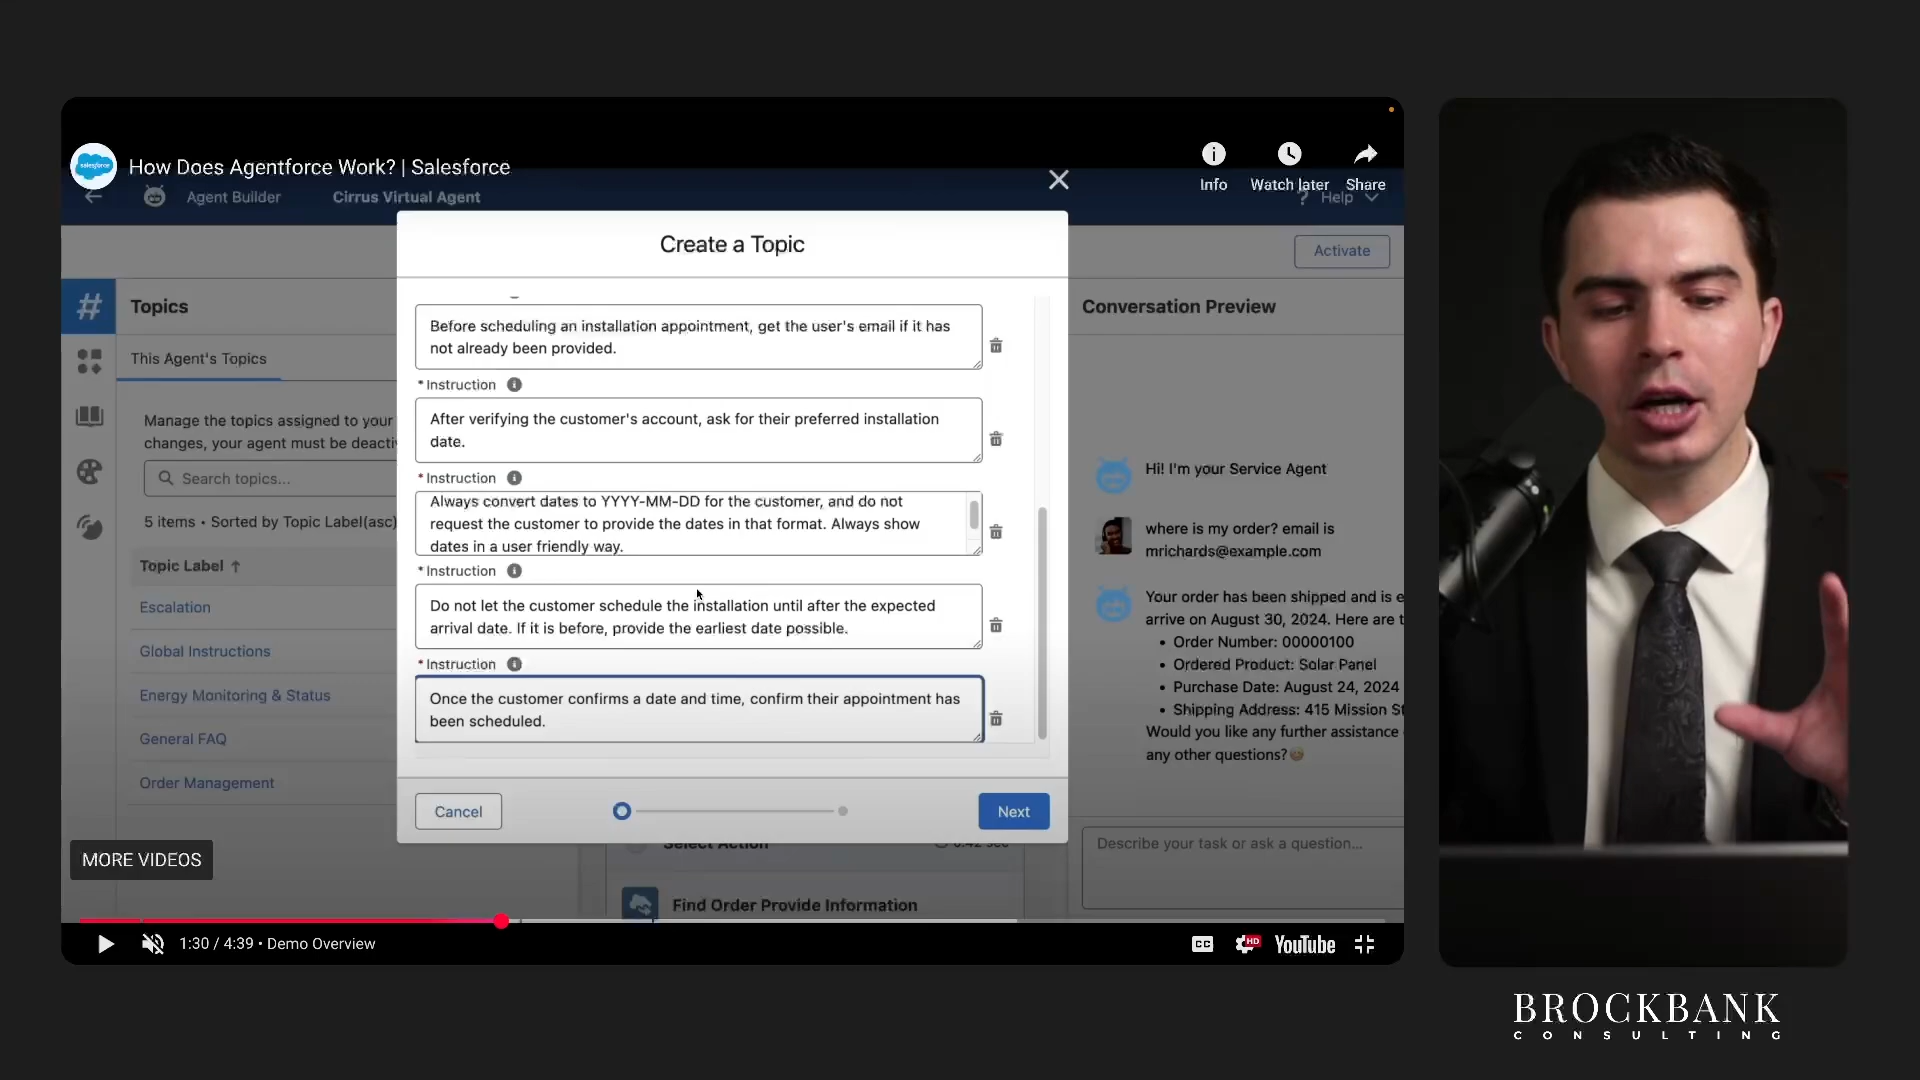 How Does Agentforce Work? | Salesforce
Info
Watch later
Share
Agent Builder
Cirrus Virtual Agent
? Help
Create a Topic
Activate
# Topics
This Agent's Topics
Manage the topics assigned to your
changes, your agent must be deacti
Search topics...
5 items • Sorted by Topic Label(asc)
Topic Label ↑
Escalation
Global Instructions
Energy Monitoring & Status
General FAQ
Order Management
Before scheduling an installation appointment, get the user's email if it has
not already been provided.
* Instruction
After verifying the customer's account, ask for their preferred installation
date.
* Instruction
Always convert dates to YYYY-MM-DD for the customer, and do not
request the customer to provide the dates in that format. Always show
dates in a user friendly way.
* Instruction
Do not let the customer schedule the installation until after the expected
arrival date. If it is before, provide the earliest date possible.
* Instruction
Once the customer confirms a date and time, confirm their appointment has
been scheduled.
Cancel
Next
Select Action
Find Order Provide Information
Conversation Preview
Hi! I'm your Service Agent
where is my order? email is
mrichards@example.com
Your order has been shipped and is e
arrive on August 30, 2024. Here are t
• Order Number: 00000100
• Ordered Product: Solar Panel
• Purchase Date: August 24, 2024
• Shipping Address: 415 Mission St
Would you like any further assistance
any other questions?
Describe your task or ask a question...
MORE VIDEOS
1:30 / 4:39 • Demo Overview
CC
HD
YouTube
BROCKBANK
CONSULTING